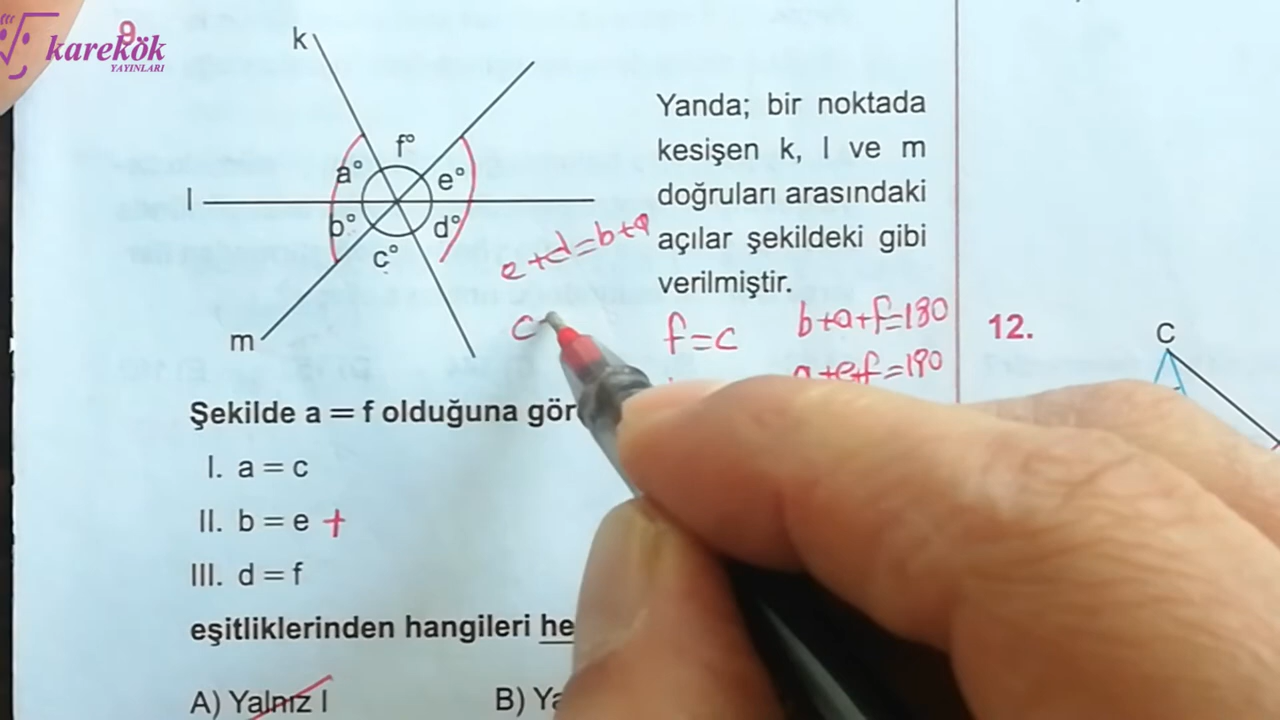 9.
karekök
YAYINLARI
k
l
m
a°
f°
e°
b°
c°
d°
Yanda; bir noktada
kesişen k, l ve m
doğruları arasındaki
açılar şekildeki gibi
verilmiştir.
e+d=b+a
c
f=c
b+a+f=180
a+e+f=180
Şekilde a = f olduğuna gör
I. a = c
II. b = e +
III. d = f
eşitliklerinden hangileri he
A) Yalnız I
B) Ya
12.
C